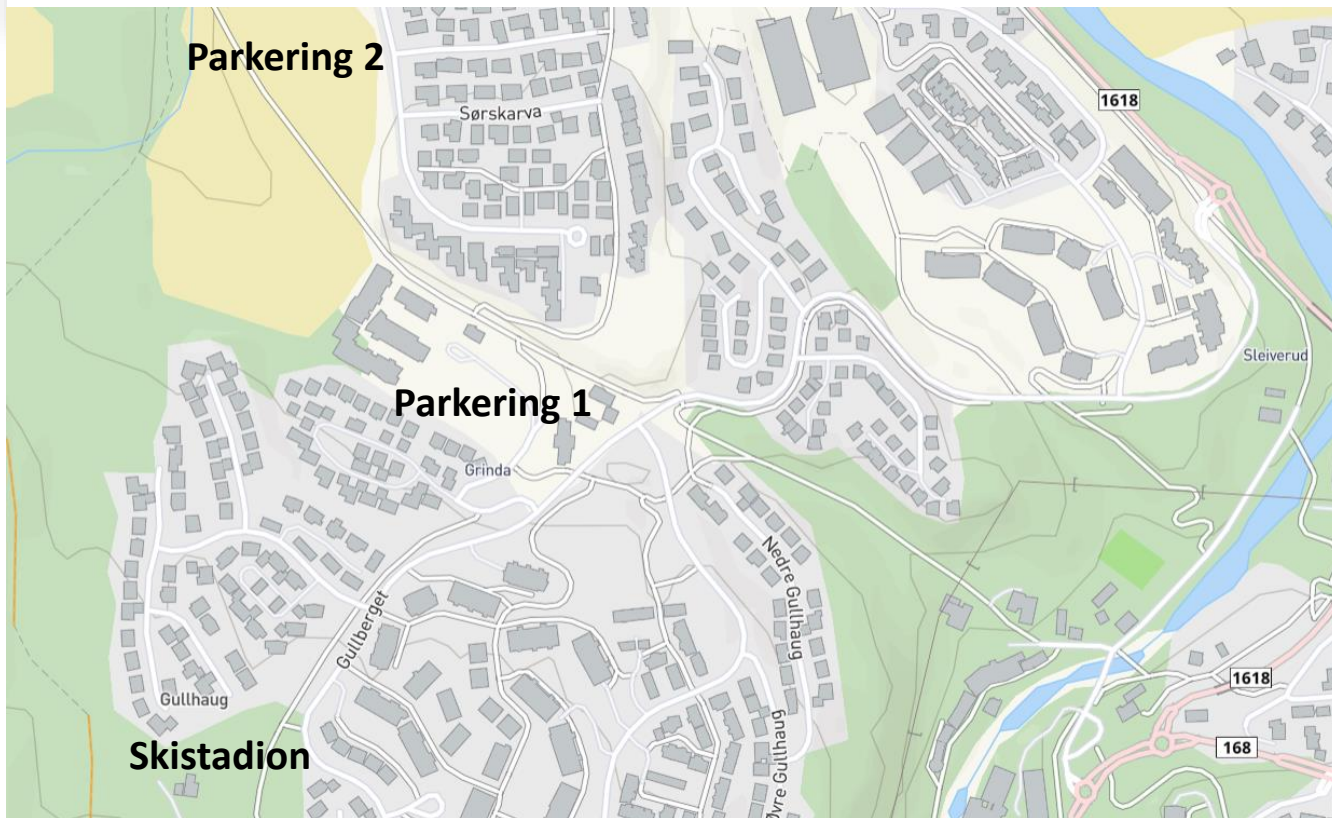 Parkering 2
Sørskarva
1618
Sleiverud
Parkering 1
Grinda
Nedre Gullhaug
Gullberget
Gullhaug
1618
Skistadion
Øvre Gullhaug
168